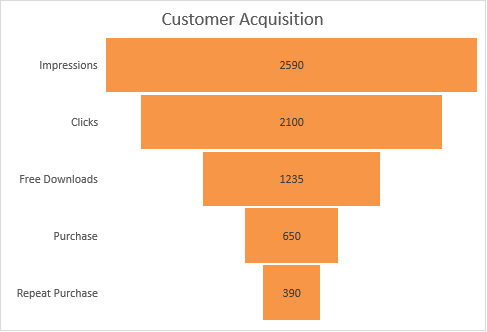 Customer Acquisition
Impressions 2590
Clicks 2100
Free Downloads 1235
Purchase 650
Repeat Purchase 390